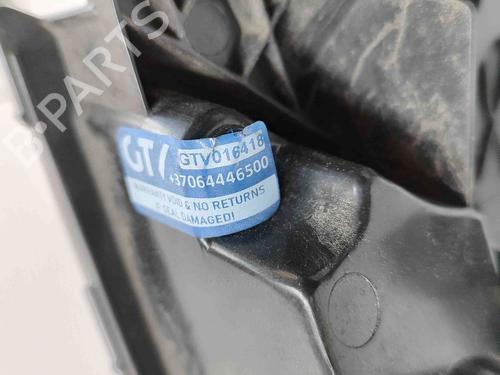 B-PARTS
GTV
GTV016418
+37064446500
WARRANTY VOID & NO RETURNS
IF SEAL DAMAGED!